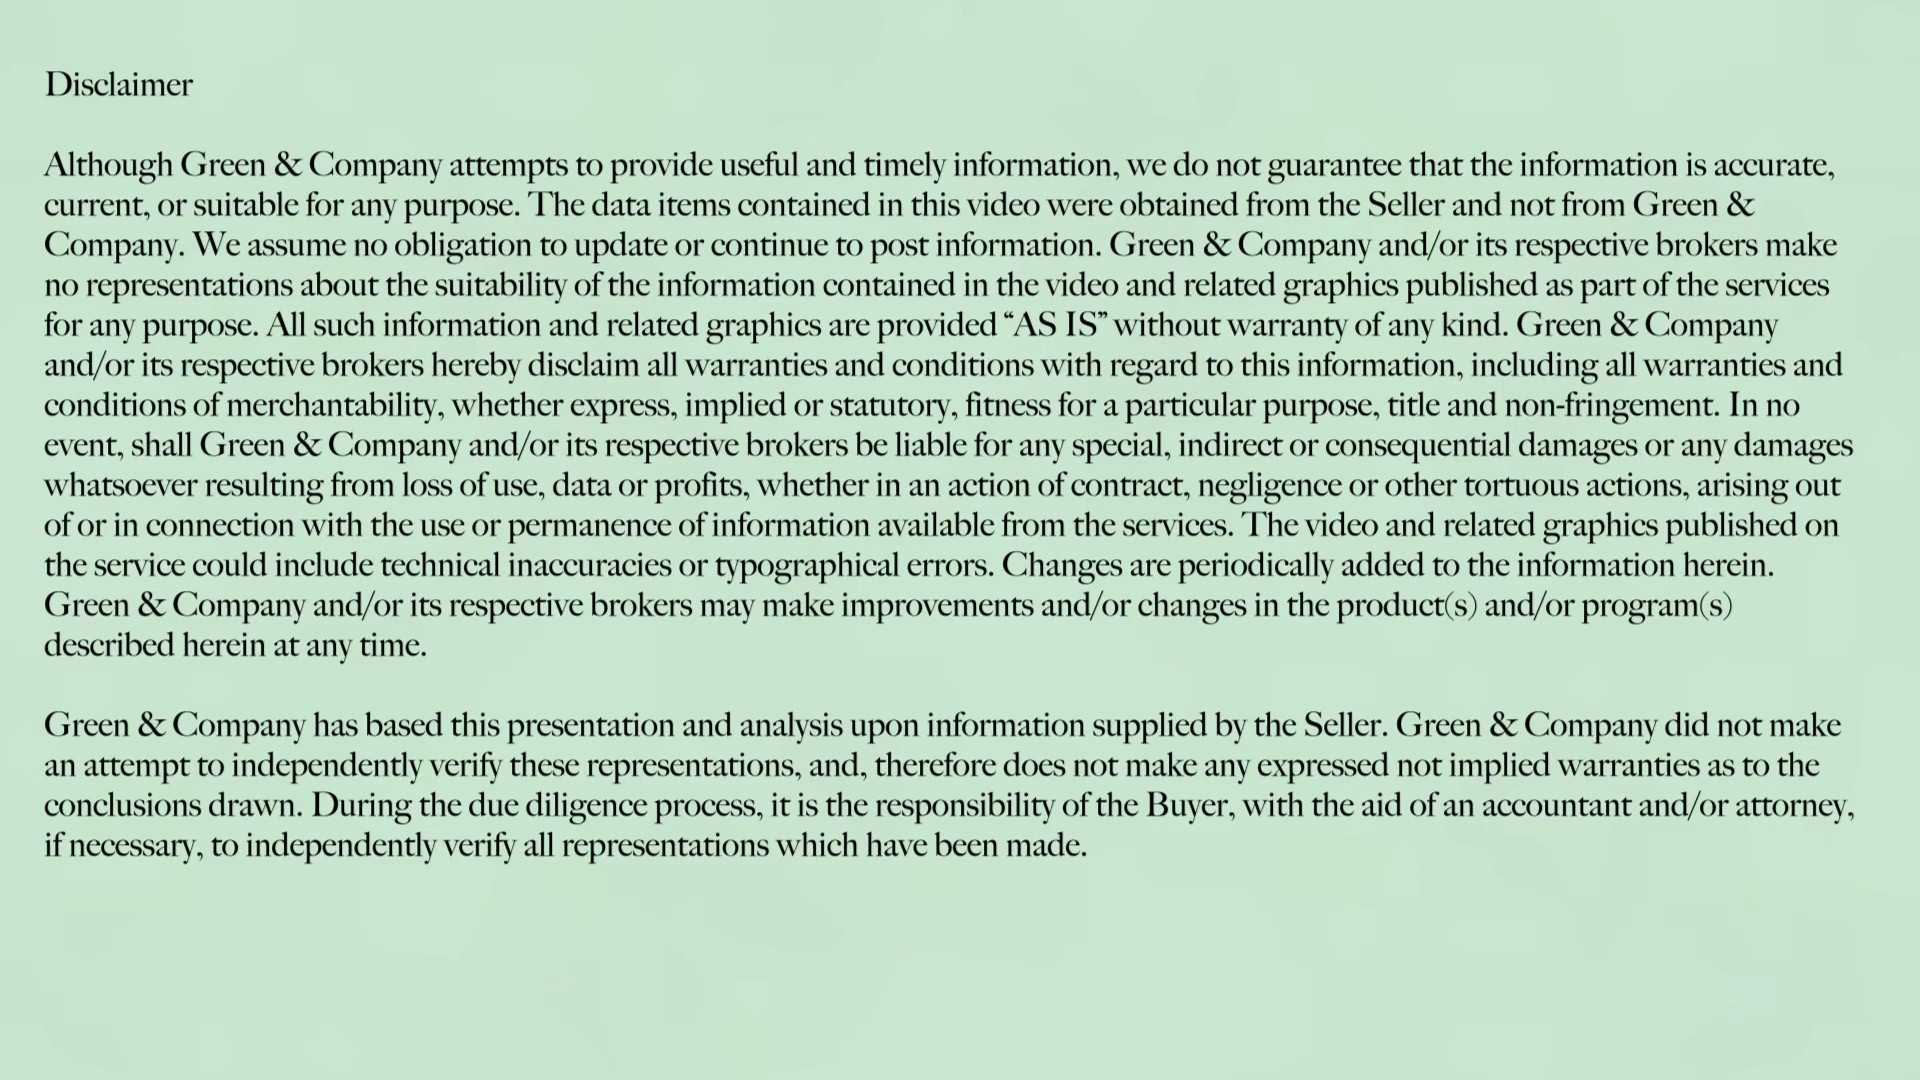 Disclaimer
Although Green & Company attempts to provide useful and timely information, we do not guarantee that the information is accurate,
current, or suitable for any purpose. The data items contained in this video were obtained from the Seller and not from Green &
Company. We assume no obligation to update or continue to post information. Green & Company and/or its respective brokers make
no representations about the suitability of the information contained in the video and related graphics published as part of the services
for any purpose. All such information and related graphics are provided “AS IS” without warranty of any kind. Green & Company
and/or its respective brokers hereby disclaim all warranties and conditions with regard to this information, including all warranties and
conditions of merchantability, whether express, implied or statutory, fitness for a particular purpose, title and non-fringement. In no
event, shall Green & Company and/or its respective brokers be liable for any special, indirect or consequential damages or any damages
whatsoever resulting from loss of use, data or profits, whether in an action of contract, negligence or other tortuous actions, arising out
of or in connection with the use or permanence of information available from the services. The video and related graphics published on
the service could include technical inaccuracies or typographical errors. Changes are periodically added to the information herein.
Green & Company and/or its respective brokers may make improvements and/or changes in the product(s) and/or program(s)
described herein at any time.
Green & Company has based this presentation and analysis upon information supplied by the Seller. Green & Company did not make
an attempt to independently verify these representations, and, therefore does not make any expressed not implied warranties as to the
conclusions drawn. During the due diligence process, it is the responsibility of the Buyer, with the aid of an accountant and/or attorney,
if necessary, to independently verify all representations which have been made.